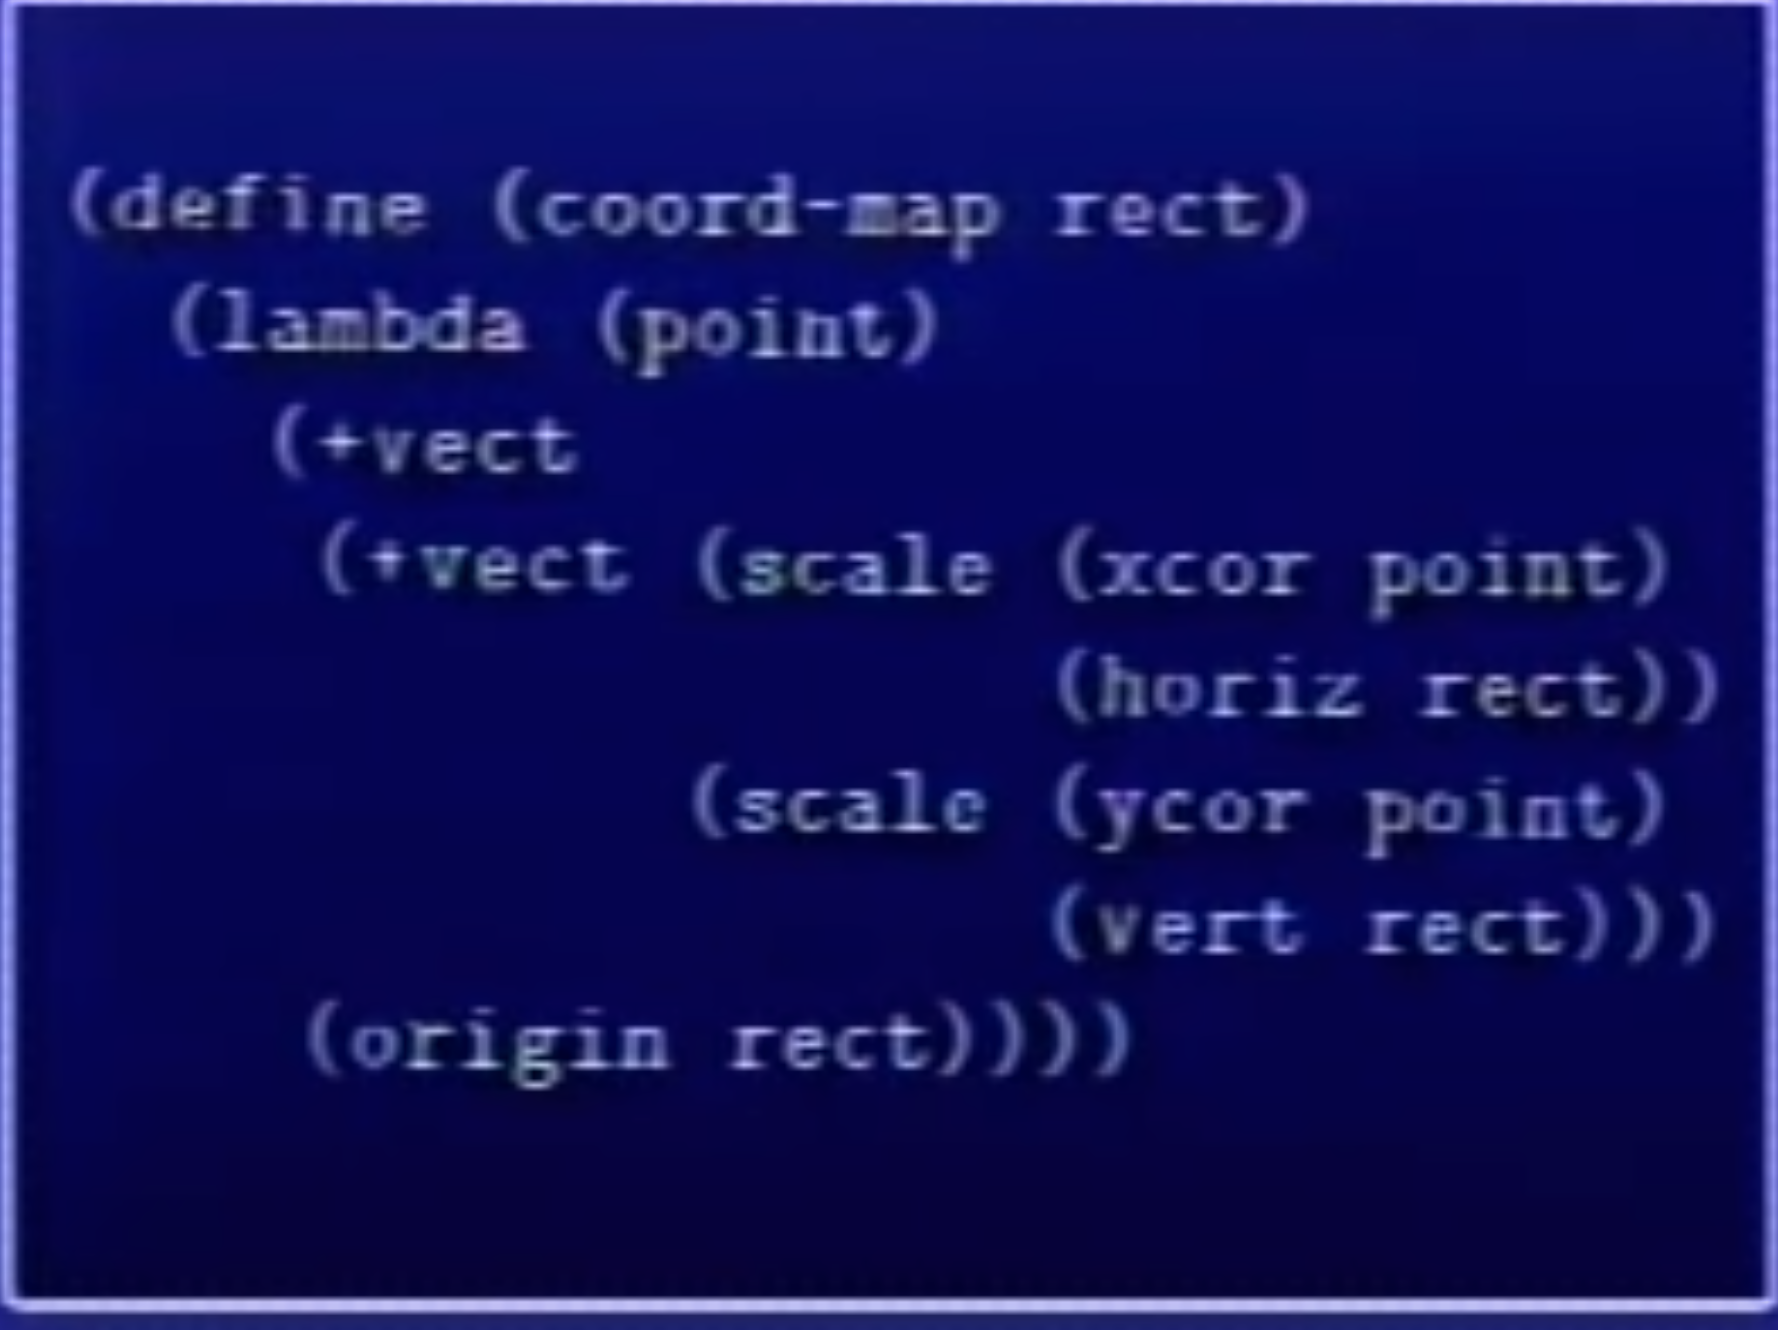 (define (coord-map rect)
  (lambda (point)
    (+vect
     (+vect (scale (xcor point)
                   (horiz rect))
            (scale (ycor point)
                   (vert rect)))
     (origin rect))))